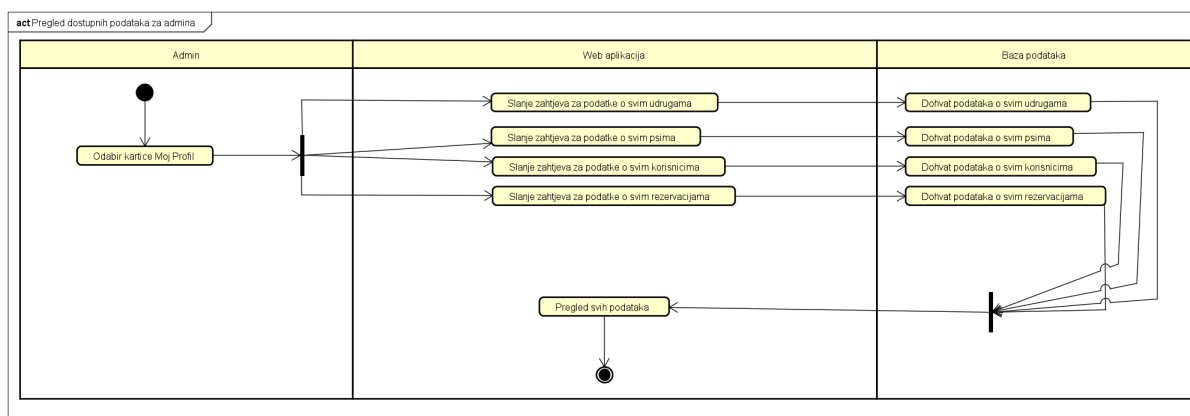 act Pregled dostupnih podataka za admina
Admin
Web aplikacija
Baza podataka
Slanje zahtjeva za podatke o svim udrugama
Dohvat podataka o svim udrugama
Odabir kartice Moj Profil
Slanje zahtjeva za podatke o svim psima
Dohvat podataka o svim psima
Slanje zahtjeva za podatke o svim korisnicima
Dohvat podataka o svim korisnicima
Slanje zahtjeva za podatke o svim rezervacijama
Dohvat podataka o svim rezervacijama
Pregled svih podataka